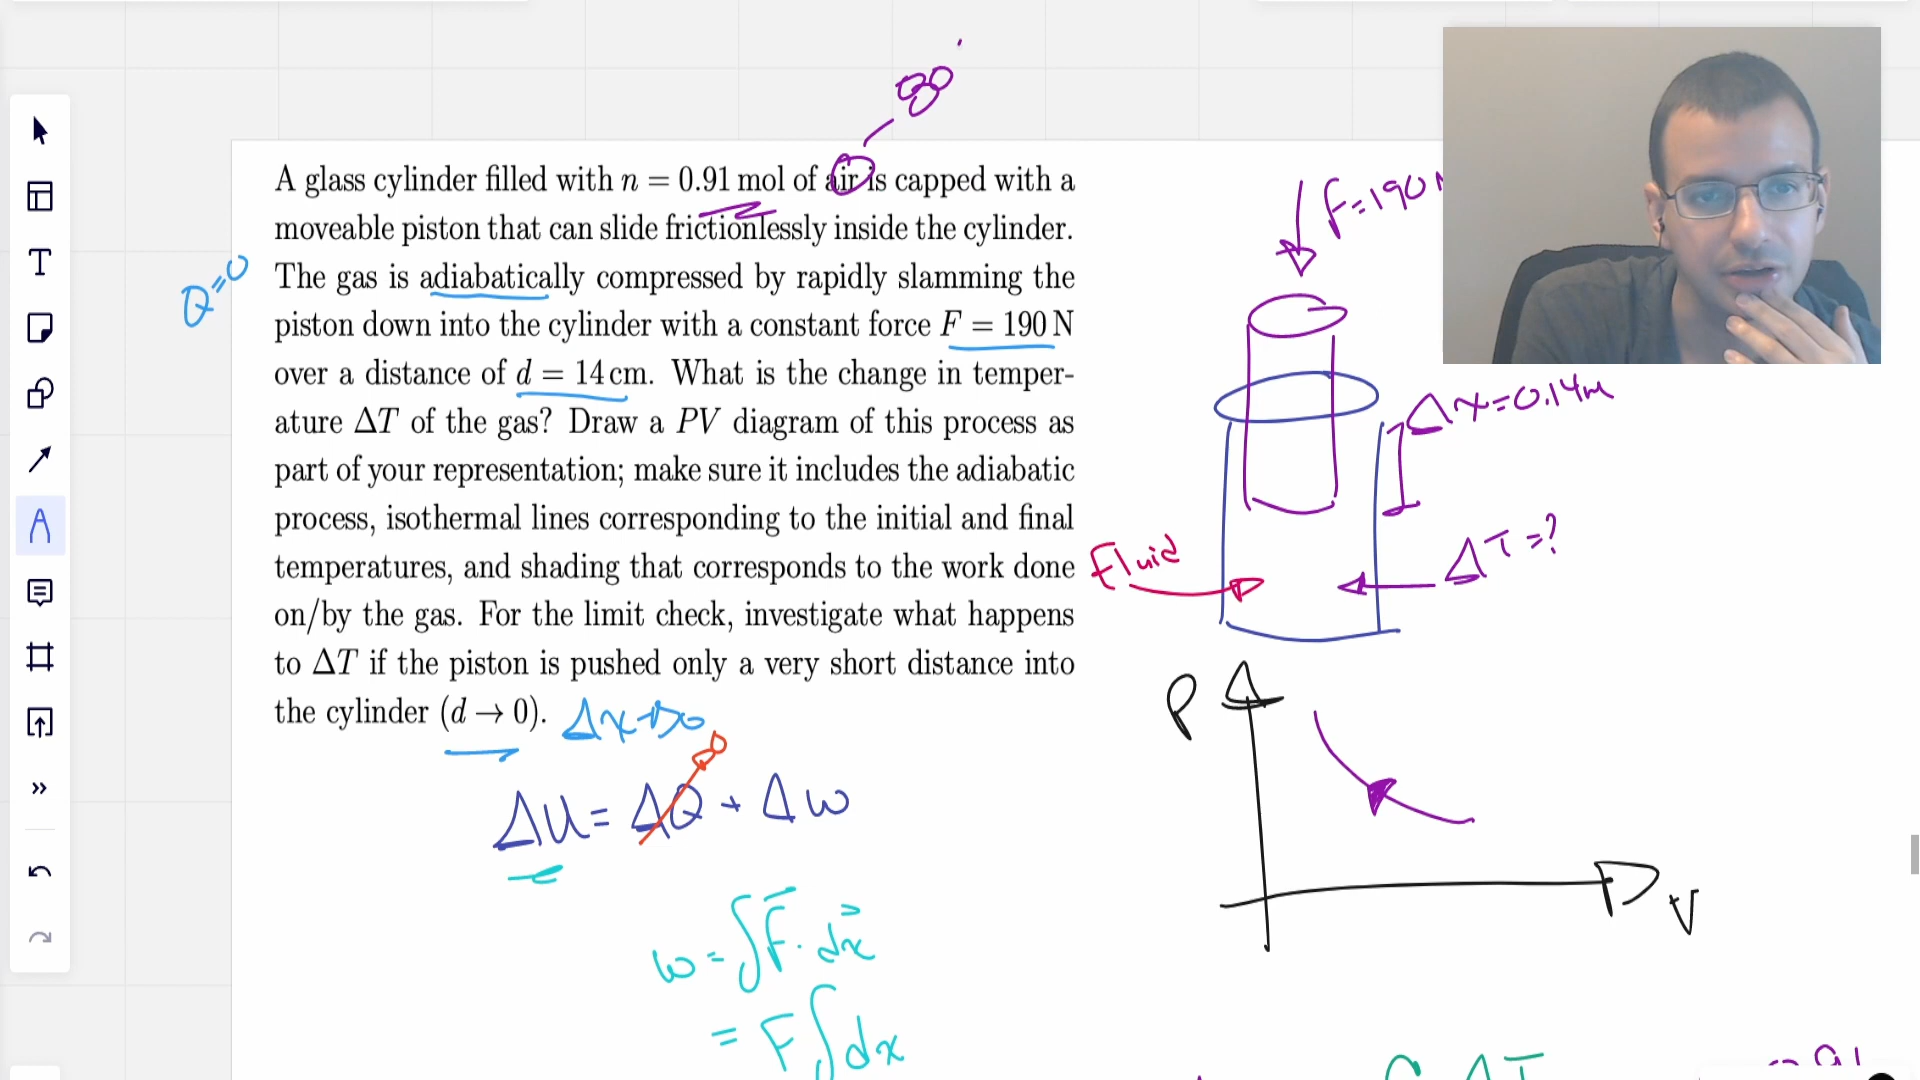 A glass cylinder filled with n = 0.91 mol of air is capped with a
moveable piston that can slide frictionlessly inside the cylinder.
The gas is adiabatically compressed by rapidly slamming the
piston down into the cylinder with a constant force F = 190 N
over a distance of d = 14 cm. What is the change in temper-
ature ΔT of the gas? Draw a PV diagram of this process as
part of your representation; make sure it includes the adiabatic
process, isothermal lines corresponding to the initial and final
temperatures, and shading that corresponds to the work done
on/by the gas. For the limit check, investigate what happens
to ΔT if the piston is pushed only a very short distance into
the cylinder (d → 0).
Δx→0
Q=0
F=190 N
Δx=0.14m
ΔT=?
Fluid
P
V
ΔU = ΔQ + Δw
0
w = ∫F⃗·dx⃗
= F∫dx
T